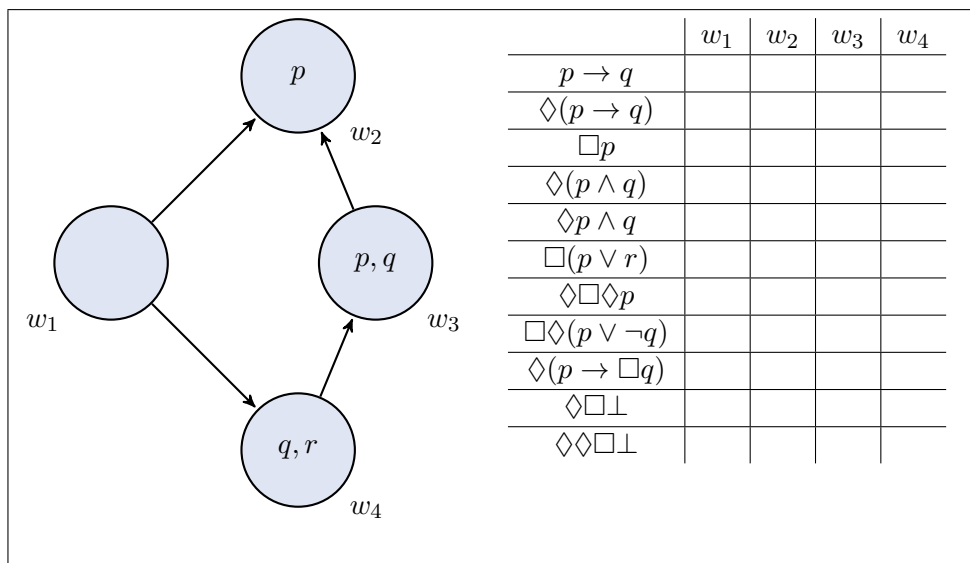 p
w₂
p, q
w₁
w₃
q, r
w₄
w₁ w₂ w₃ w₄
p → q
◊(p → q)
□p
◊(p ∧ q)
◊p ∧ q
□(p ∨ r)
◊□◊p
□◊(p ∨ ¬q)
◊(p → □q)
◊□⊥
◊◊□⊥